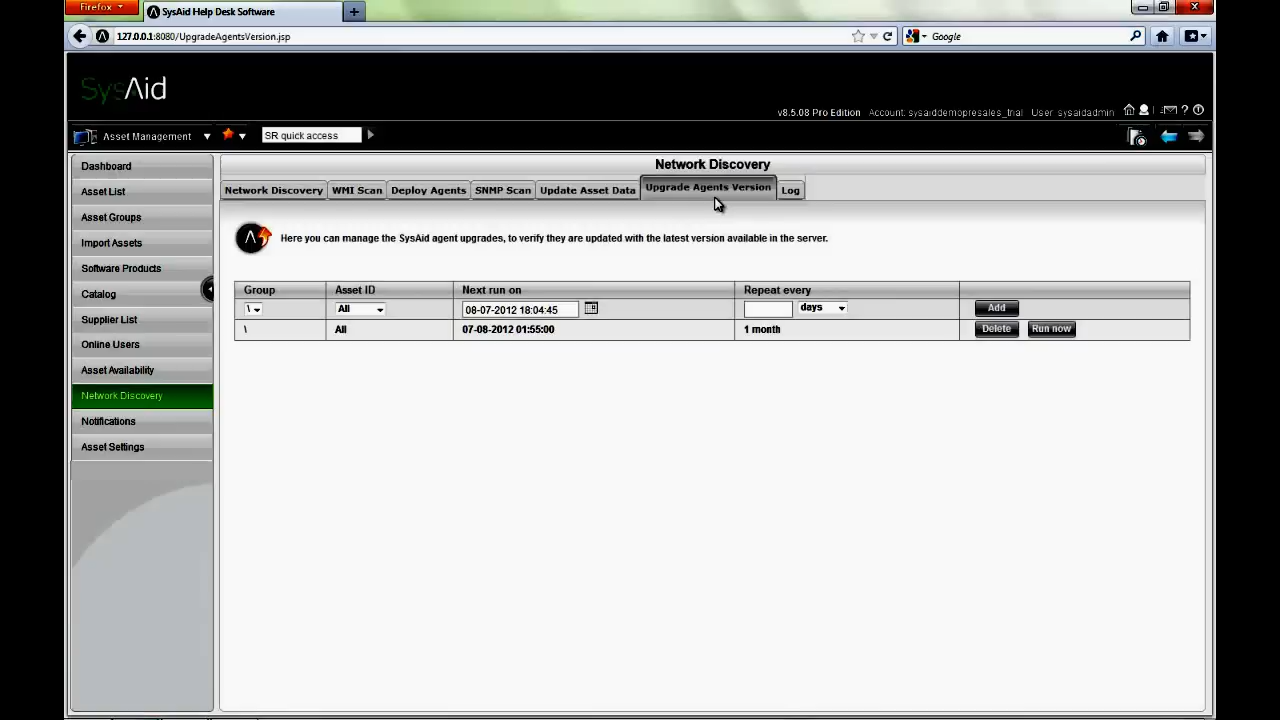 Firefox
SysAid Help Desk Software
127.0.0.1:8080/UpgradeAgentsVersion.jsp
Google
SysAid
v8.5.08 Pro Edition Account: sysaiddemopresales_trial User: sysaidadmin
Asset Management
SR quick access
Dashboard
Asset List
Asset Groups
Import Assets
Software Products
Catalog
Supplier List
Online Users
Asset Availability
Network Discovery
Notifications
Asset Settings
Network Discovery
Network Discovery WMI Scan Deploy Agents SNMP Scan Update Asset Data Upgrade Agents Version Log
Here you can manage the SysAid agent upgrades, to verify they are updated with the latest version available in the server.
Group Asset ID Next run on Repeat every
\ All 08-07-2012 18:04:45 days Add
\ All 07-08-2012 01:55:00 1 month Delete Run now